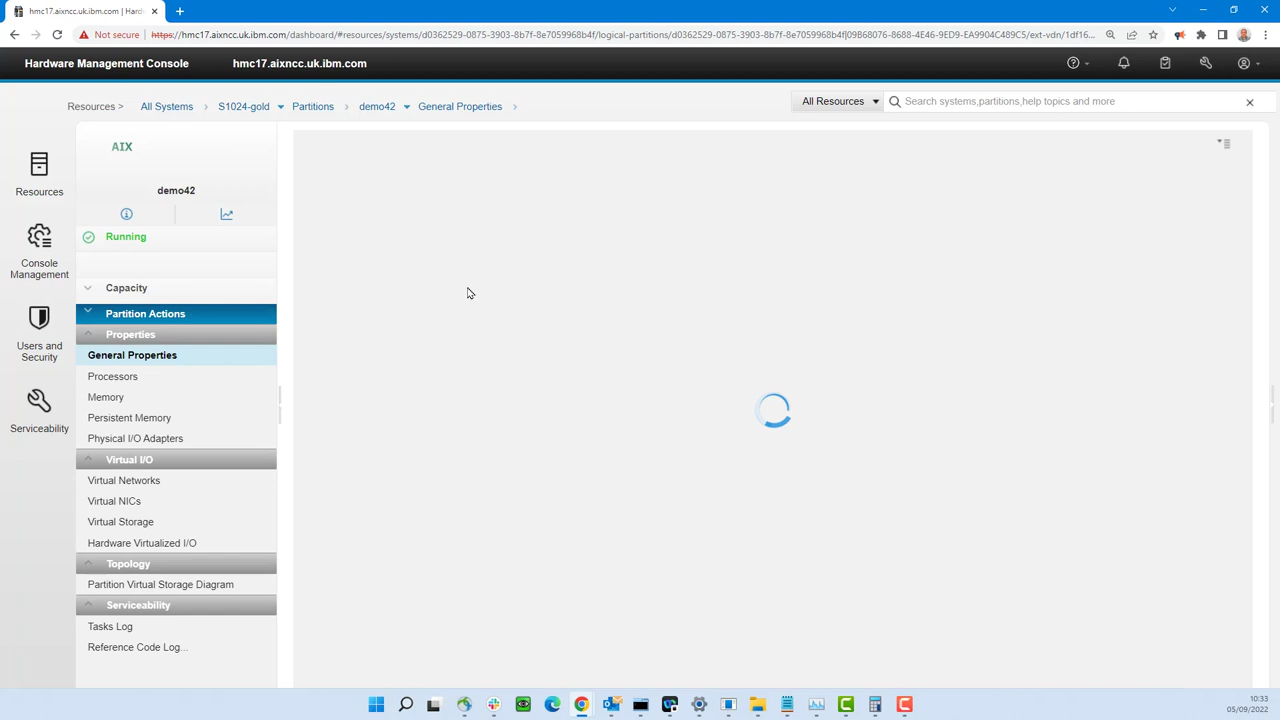 hmc17.aixncc.uk.ibm.com | Hard
Not secure
https://hmc17.aixncc.uk.ibm.com/dashboard/#resources/systems/d0362529-0875-3903-8b7f-8e7059968b4f/logical-partitions/d0362529-0875-3903-8b7f-8e7059968b4f|09B68076-8688-4E46-9ED9-EA9904C489C5/ext-vdn/1df16...
Hardware Management Console
hmc17.aixncc.uk.ibm.com
Resources >
All Systems
S1024-gold
Partitions
demo42
General Properties
All Resources
Search systems,partitions,help topics and more
Resources
Console
Management
Users and
Security
Serviceability
AIX
demo42
Running
Capacity
Partition Actions
Properties
General Properties
Processors
Memory
Persistent Memory
Physical I/O Adapters
Virtual I/O
Virtual Networks
Virtual NICs
Virtual Storage
Hardware Virtualized I/O
Topology
Partition Virtual Storage Diagram
Serviceability
Tasks Log
Reference Code Log...
10:33
05/09/2022